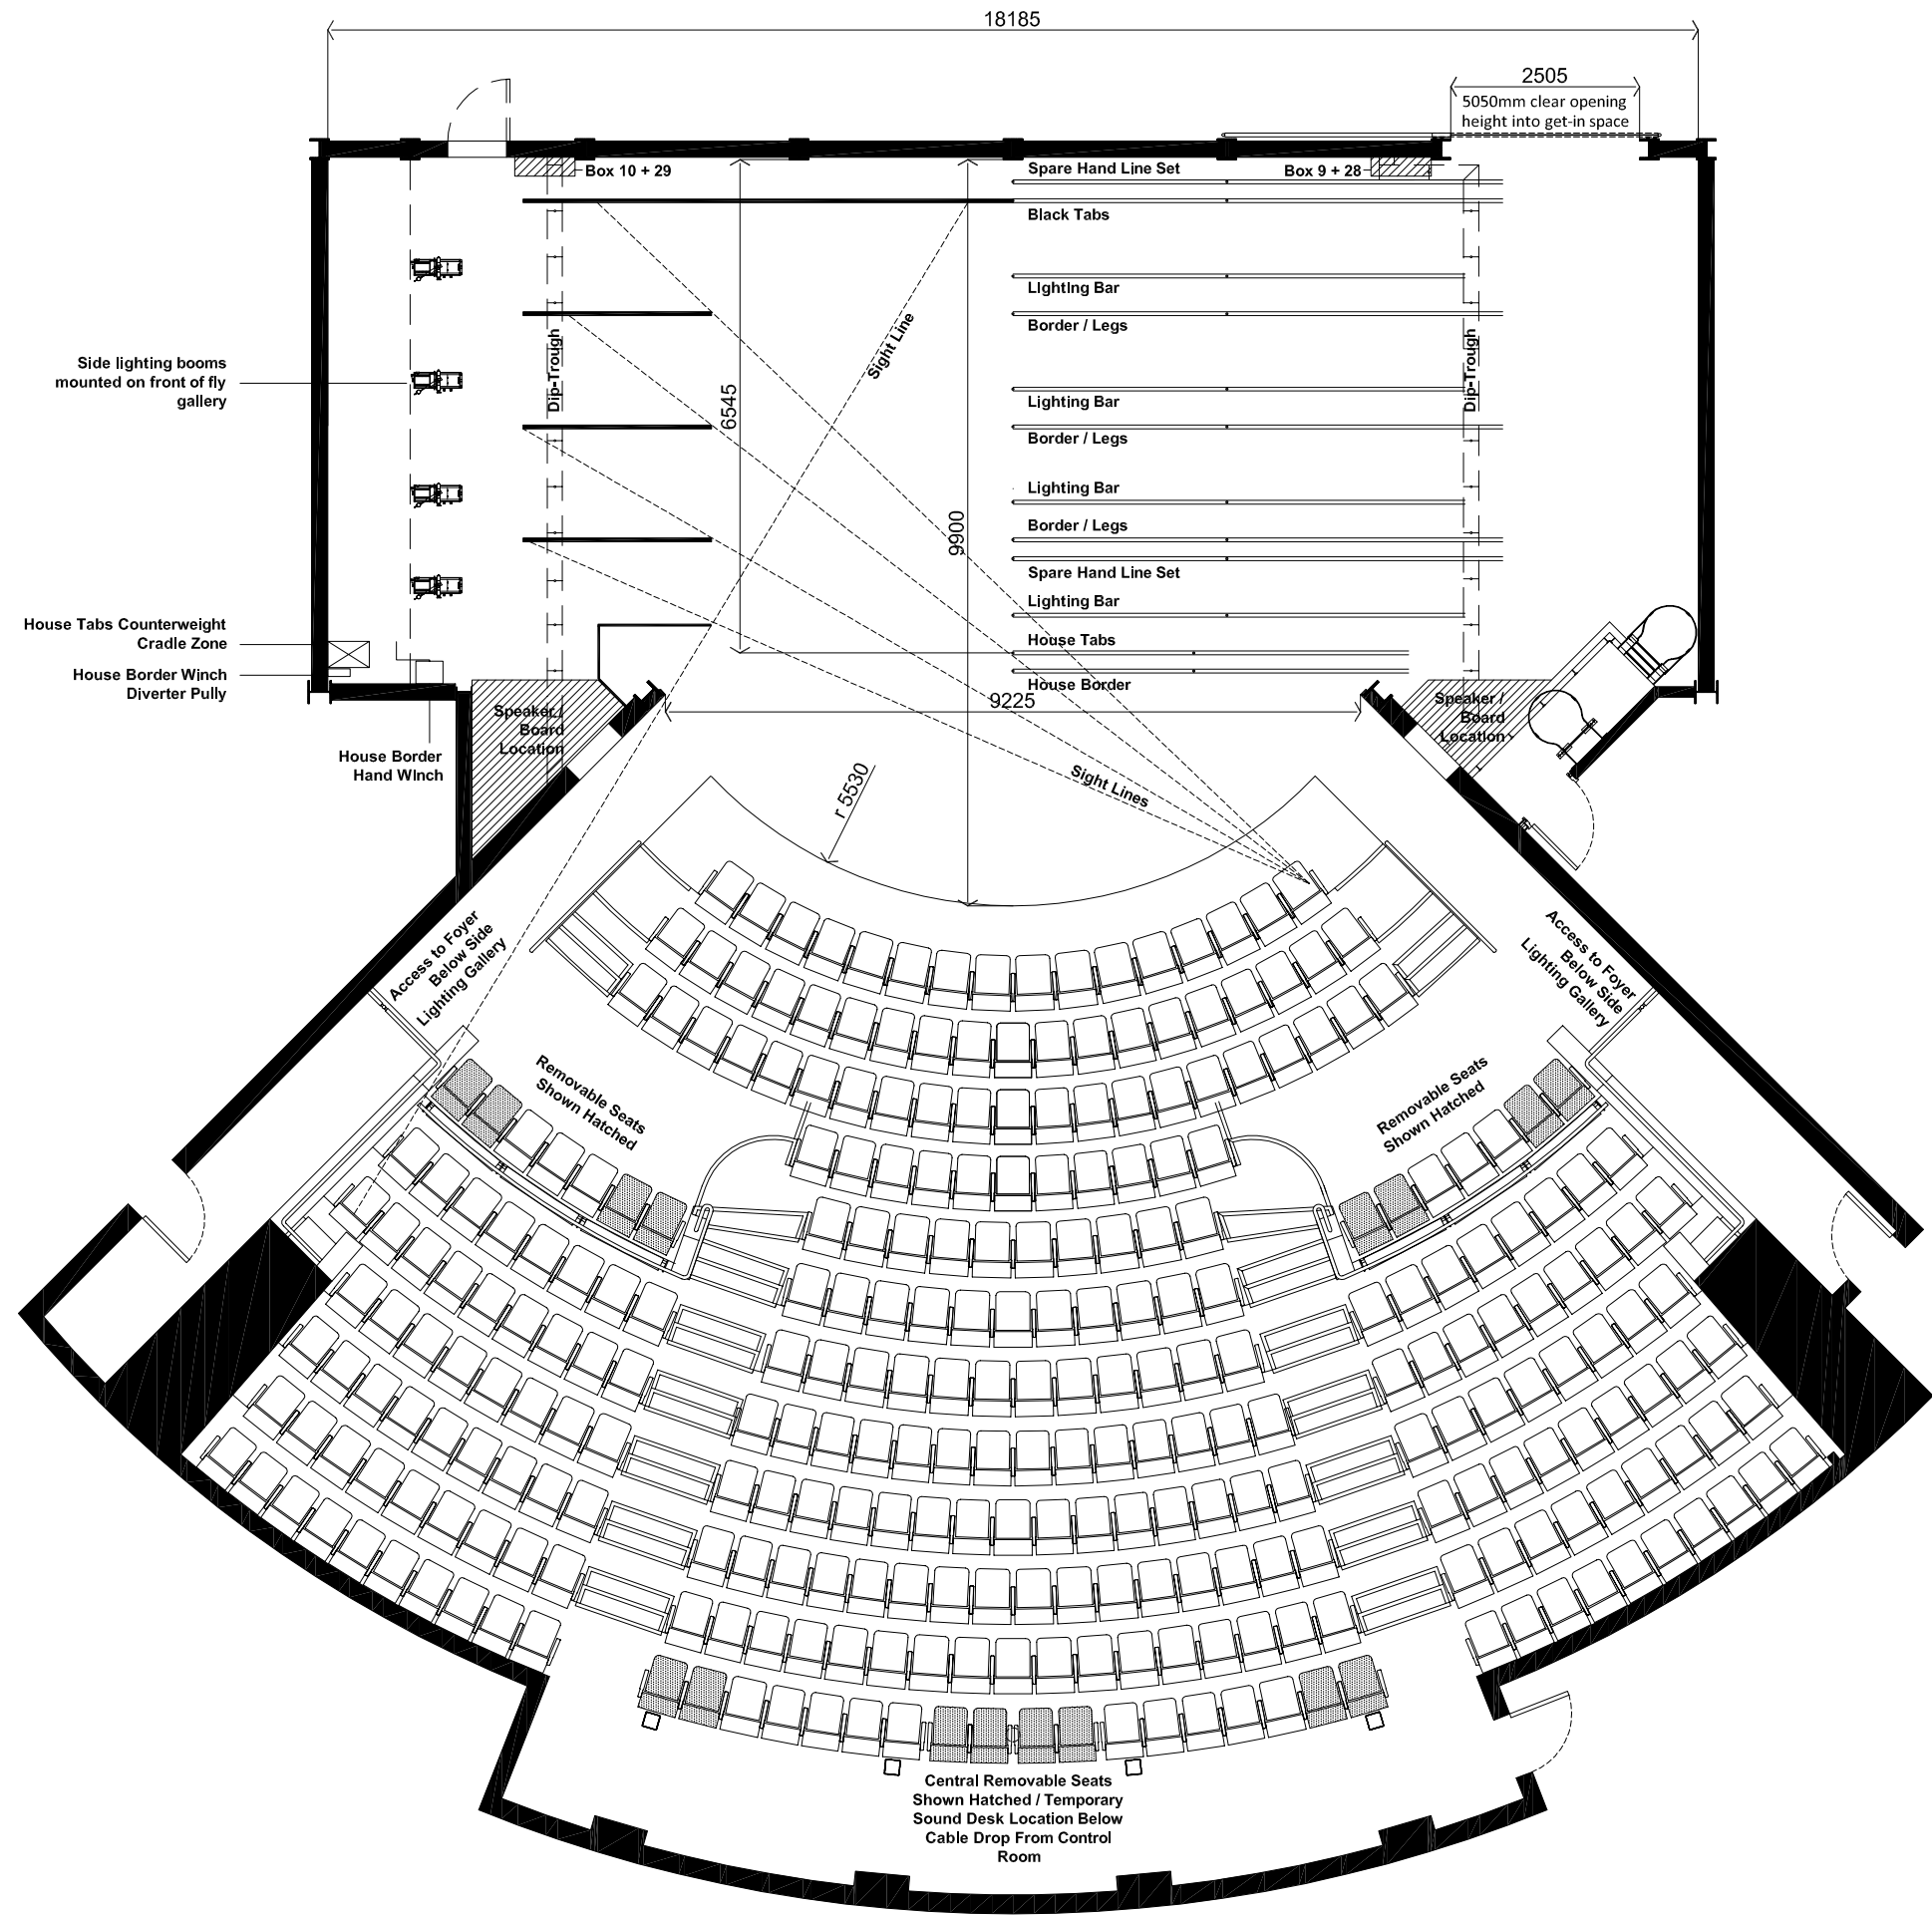 18185
2505
5050mm clear opening
height into get-in space
Box 10 + 29
Spare Hand Line Set
Box 9 + 28
Black Tabs
Lighting Bar
Border / Legs
Sight Line
Side lighting booms
mounted on front of fly
gallery
Dip-Trough
Dip-Trough
6545
Lighting Bar
Border / Legs
Lighting Bar
9900
Border / Legs
Spare Hand Line Set
Lighting Bar
House Tabs Counterweight
Cradle Zone
House Tabs
House Border Winch
Diverter Pully
House Border
9225
Speaker /
Board
Location
Speaker /
Board
Location
House Border
Hand Winch
r 5530
Sight Lines
Access to Foyer
Below Side
Lighting Gallery
Access to Foyer
Below Side
Lighting Gallery
Removable Seats
Shown Hatched
Removable Seats
Shown Hatched
Central Removable Seats
Shown Hatched / Temporary
Sound Desk Location Below
Cable Drop From Control
Room